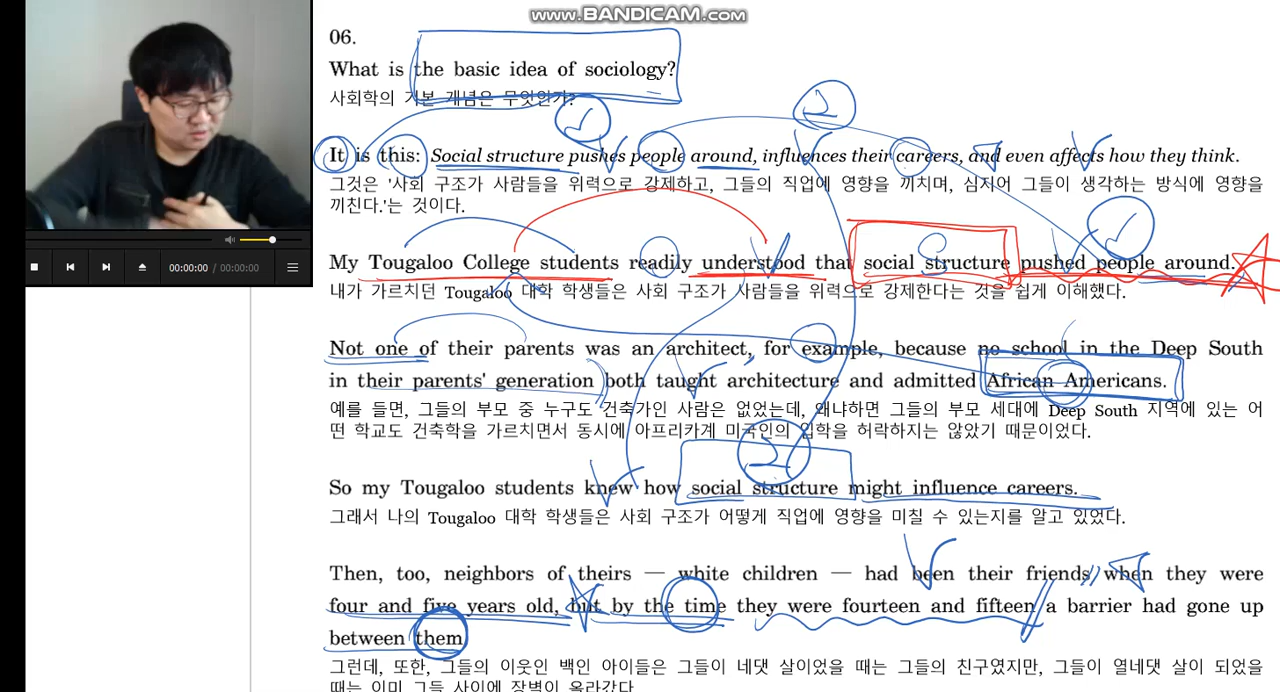 www.BANDICAM.com
06.
What is the basic idea of sociology?
사회학의 기본 개념은 무엇인가?
It is this: Social structure pushes people around, influences their careers, and even affects how they think.
그것은 '사회 구조가 사람들을 위력으로 강제하고, 그들의 직업에 영향을 끼치며, 심지어 그들이 생각하는 방식에 영향을
끼친다.'는 것이다.
My Tougaloo College students readily understood that social structure pushed people around.
내가 가르치던 Tougaloo 대학 학생들은 사회 구조가 사람들을 위력으로 강제한다는 것을 쉽게 이해했다.
Not one of their parents was an architect, for example, because no school in the Deep South
in their parents' generation both taught architecture and admitted African Americans.
예를 들면, 그들의 부모 중 누구도 건축가인 사람은 없었는데, 왜냐하면 그들의 부모 세대에 Deep South 지역에 있는 어
떤 학교도 건축학을 가르치면서 동시에 아프리카계 미국인의 입학을 허락하지는 않았기 때문이었다.
So my Tougaloo students knew how social structure might influence careers.
그래서 나의 Tougaloo 대학 학생들은 사회 구조가 어떻게 직업에 영향을 미칠 수 있는지를 알고 있었다.
Then, too, neighbors of theirs — white children — had been their friends when they were
four and five years old, but by the time they were fourteen and fifteen a barrier had gone up
between them
그런데, 또한, 그들의 이웃인 백인 아이들은 그들이 네댓 살이었을 때는 그들의 친구였지만, 그들이 열네댓 살이 되었을
때는 이미 그들 사이에 장벽이 올라갔다
00:00:00 / 00:00:00